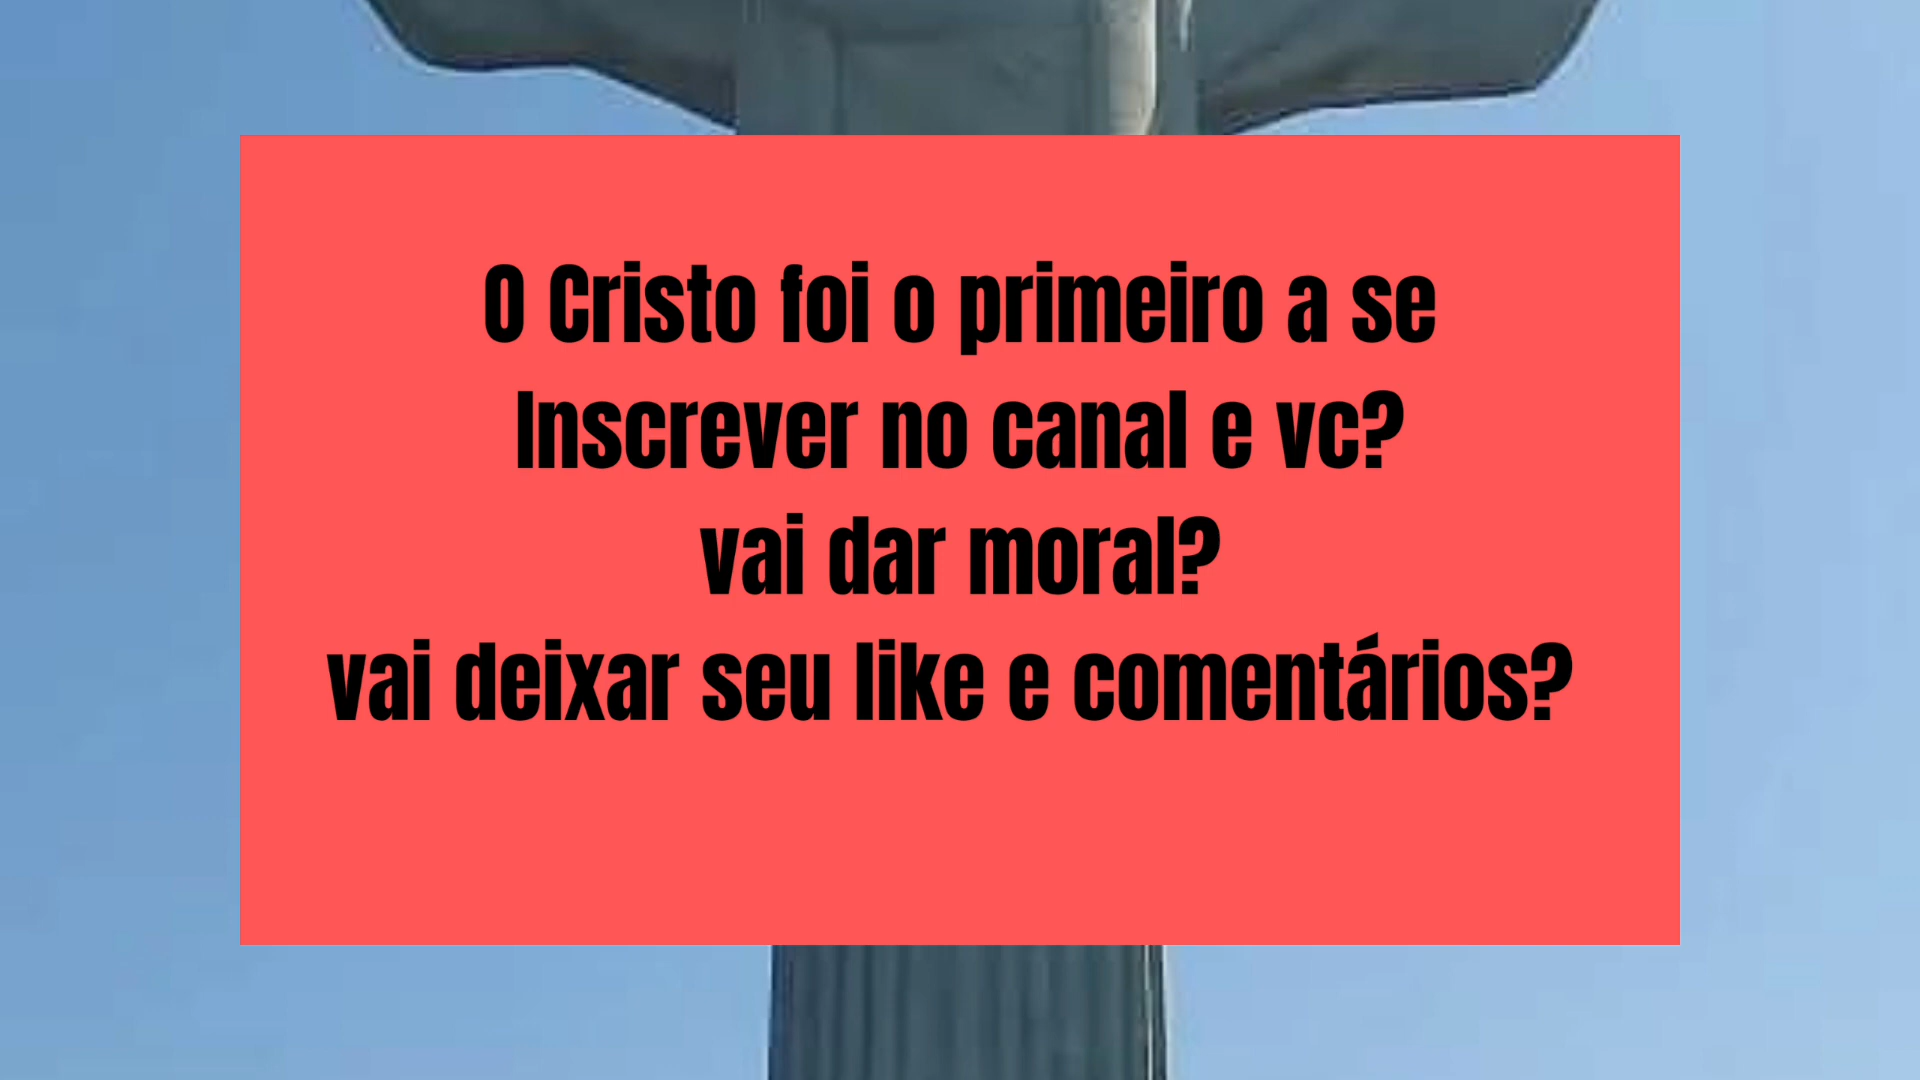 O Cristo foi o primeiro a se
Inscrever no canal e vc?
vai dar moral?
vai deixar seu like e comentários?